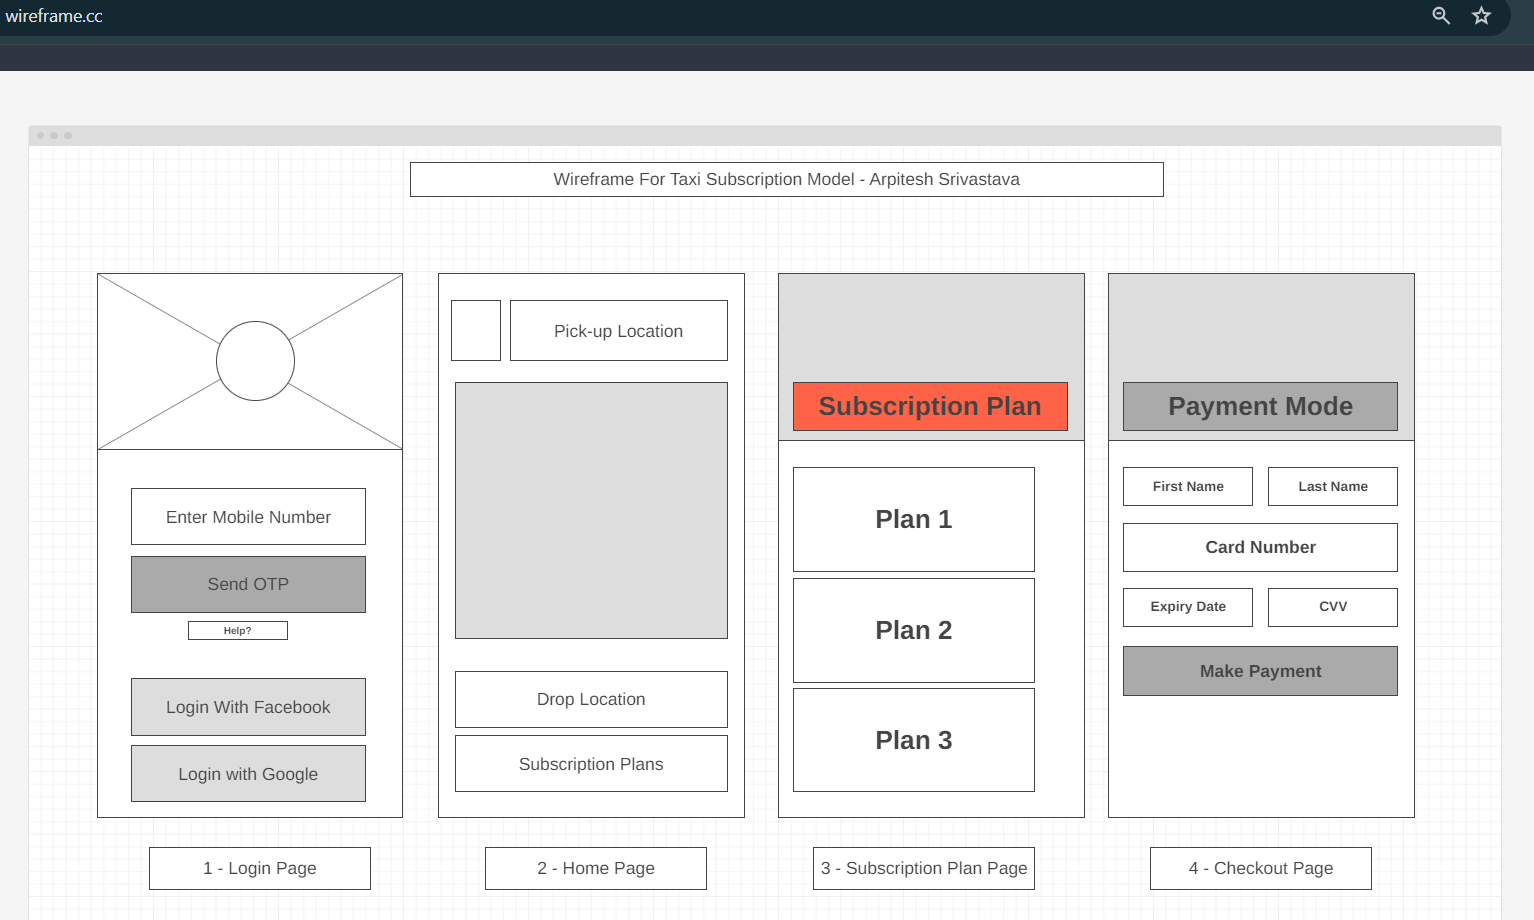 wireframe.cc
Wireframe For Taxi Subscription Model - Arpitesh Srivastava
Enter Mobile Number
Send OTP
Help?
Login With Facebook
Login with Google
1 - Login Page
Pick-up Location
Drop Location
Subscription Plans
2 - Home Page
Subscription Plan
Plan 1
Plan 2
Plan 3
3 - Subscription Plan Page
Payment Mode
First Name
Last Name
Card Number
Expiry Date
CVV
Make Payment
4 - Checkout Page